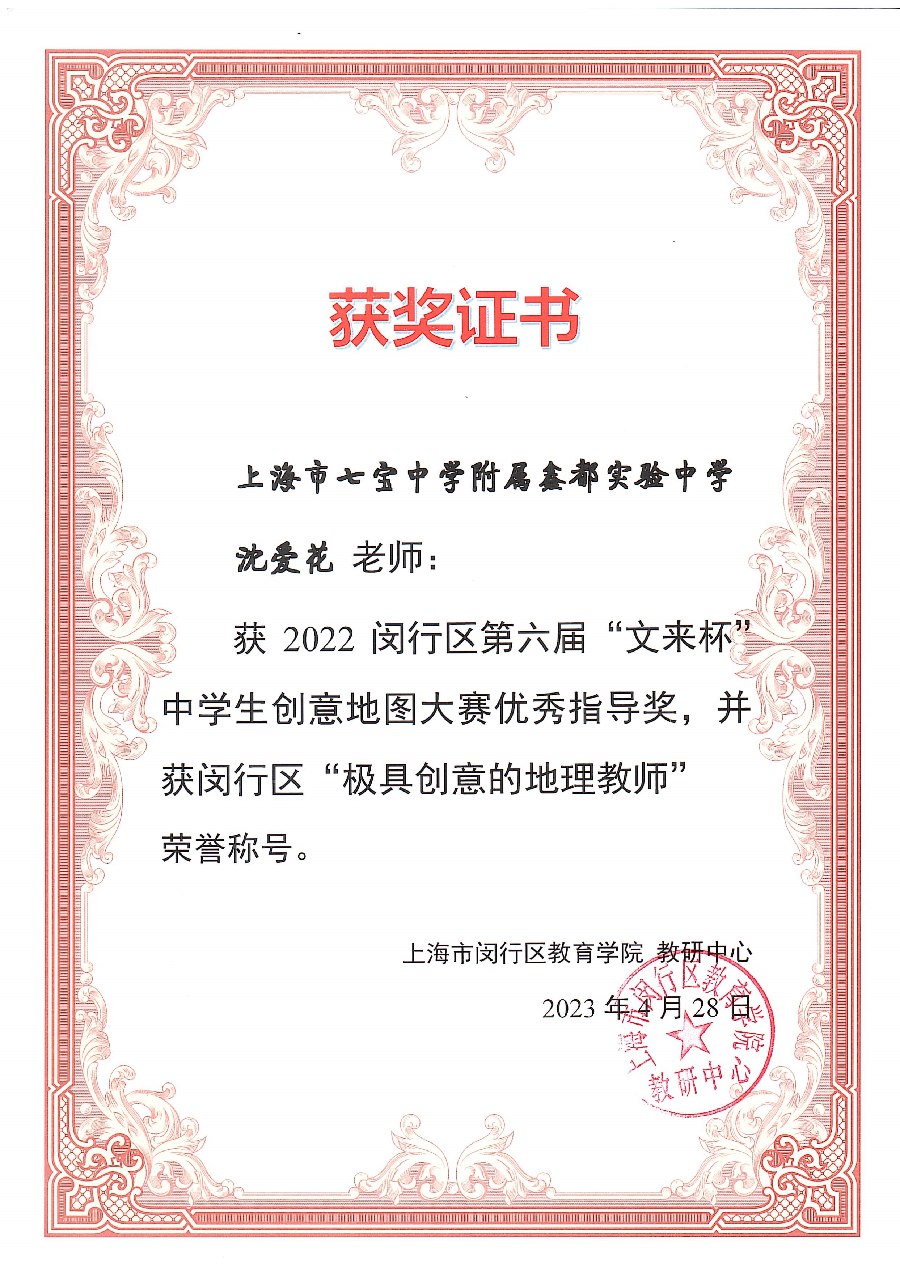 获奖证书
上海市七宝中学附属鑫都实验中学
沈爱花 老师：
获 2022 闵行区第六届“文来杯”
中学生创意地图大赛优秀指导奖，并
获闵行区“极具创意的地理教师”
荣誉称号。
上海市闵行区教育学院 教研中心
2023 年 4 月 28 日
上海市闵行区教育学院
教研中心